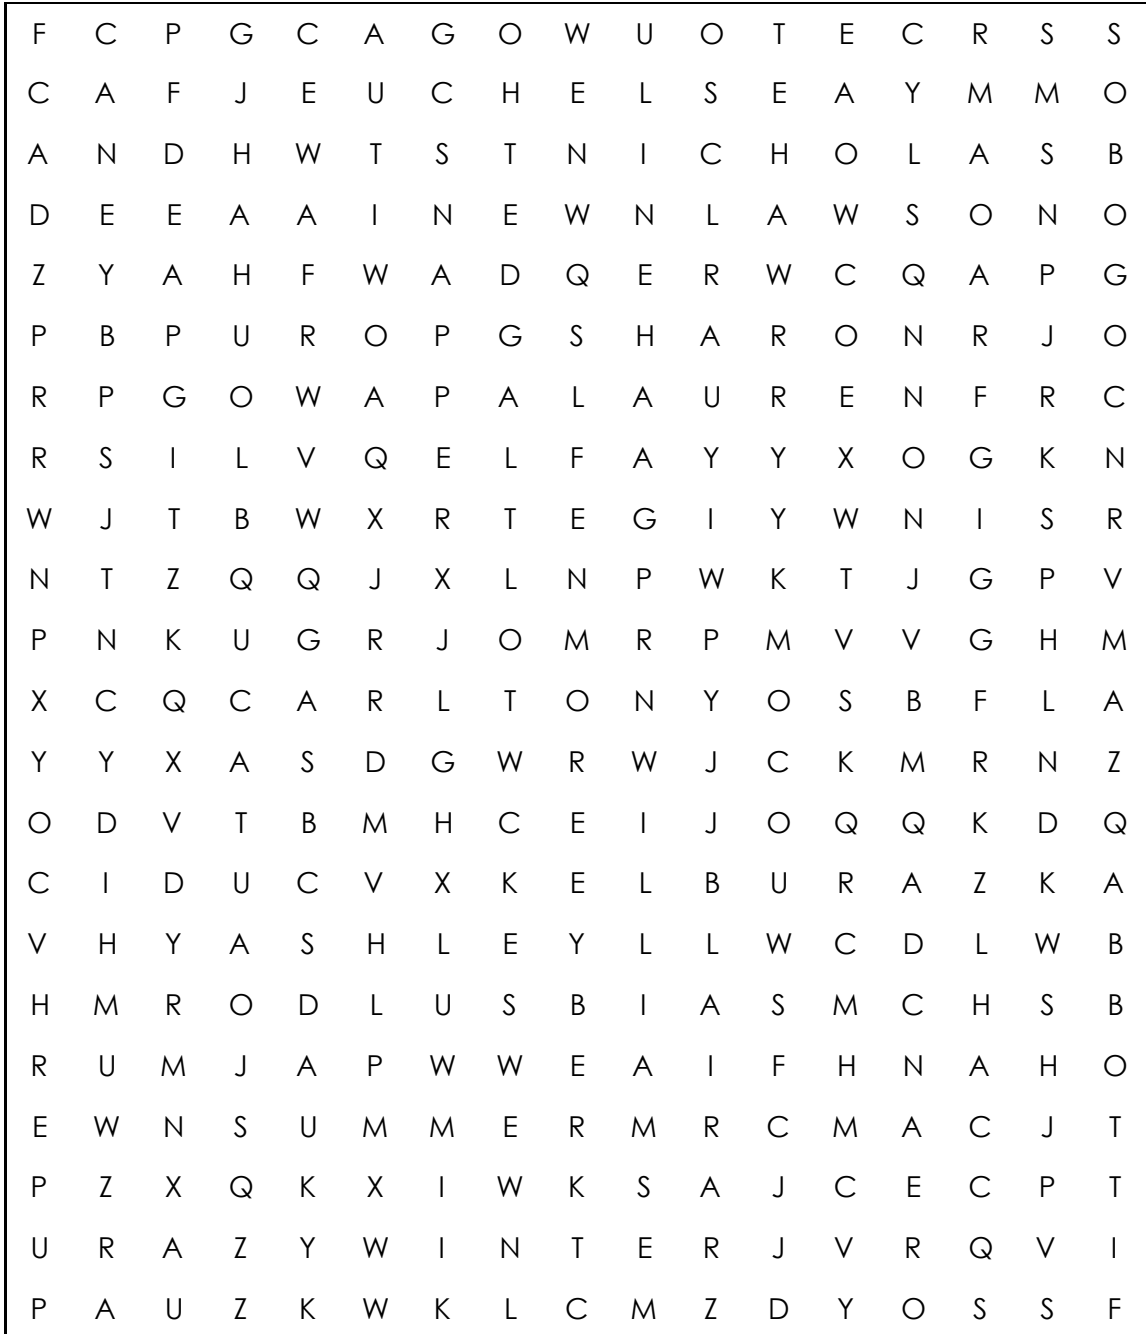 F C P G C A G O W U O T E C R S S
C A F J E U C H E L S E A Y M M O
A N D H W T S T N I C H O L A S B
D E E A A I N E W N L A W S O N O
Z Y A H F W A D Q E R W C Q A P G
P B P U R O P G S H A R O N R J O
R P G O W A P A L A U R E N F R C
R S I L V Q E L F A Y Y X O G K N
W J T B W X R T E G I Y W N I S R
N T Z Q Q J X L N P W K T J G P V
P N K U G R J O M R P M V V G H M
X C Q C A R L T O N Y O S B F L A
Y Y X A S D G W R W J C K M R N Z
O D V T B M H C E I J O Q Q K D Q
C I D U C V X K E L B U R A Z K A
V H Y A S H L E Y L L W C D L W B
H M R O D L U S B I A S M C H S B
R U M J A P W W E A I F H N A H O
E W N S U M M E R M R C M A C J T
P Z X Q K X I W K S A J C E C P T
U R A Z Y W I N T E R J V R Q V I
P A U Z K W K L C M Z D Y O S S F